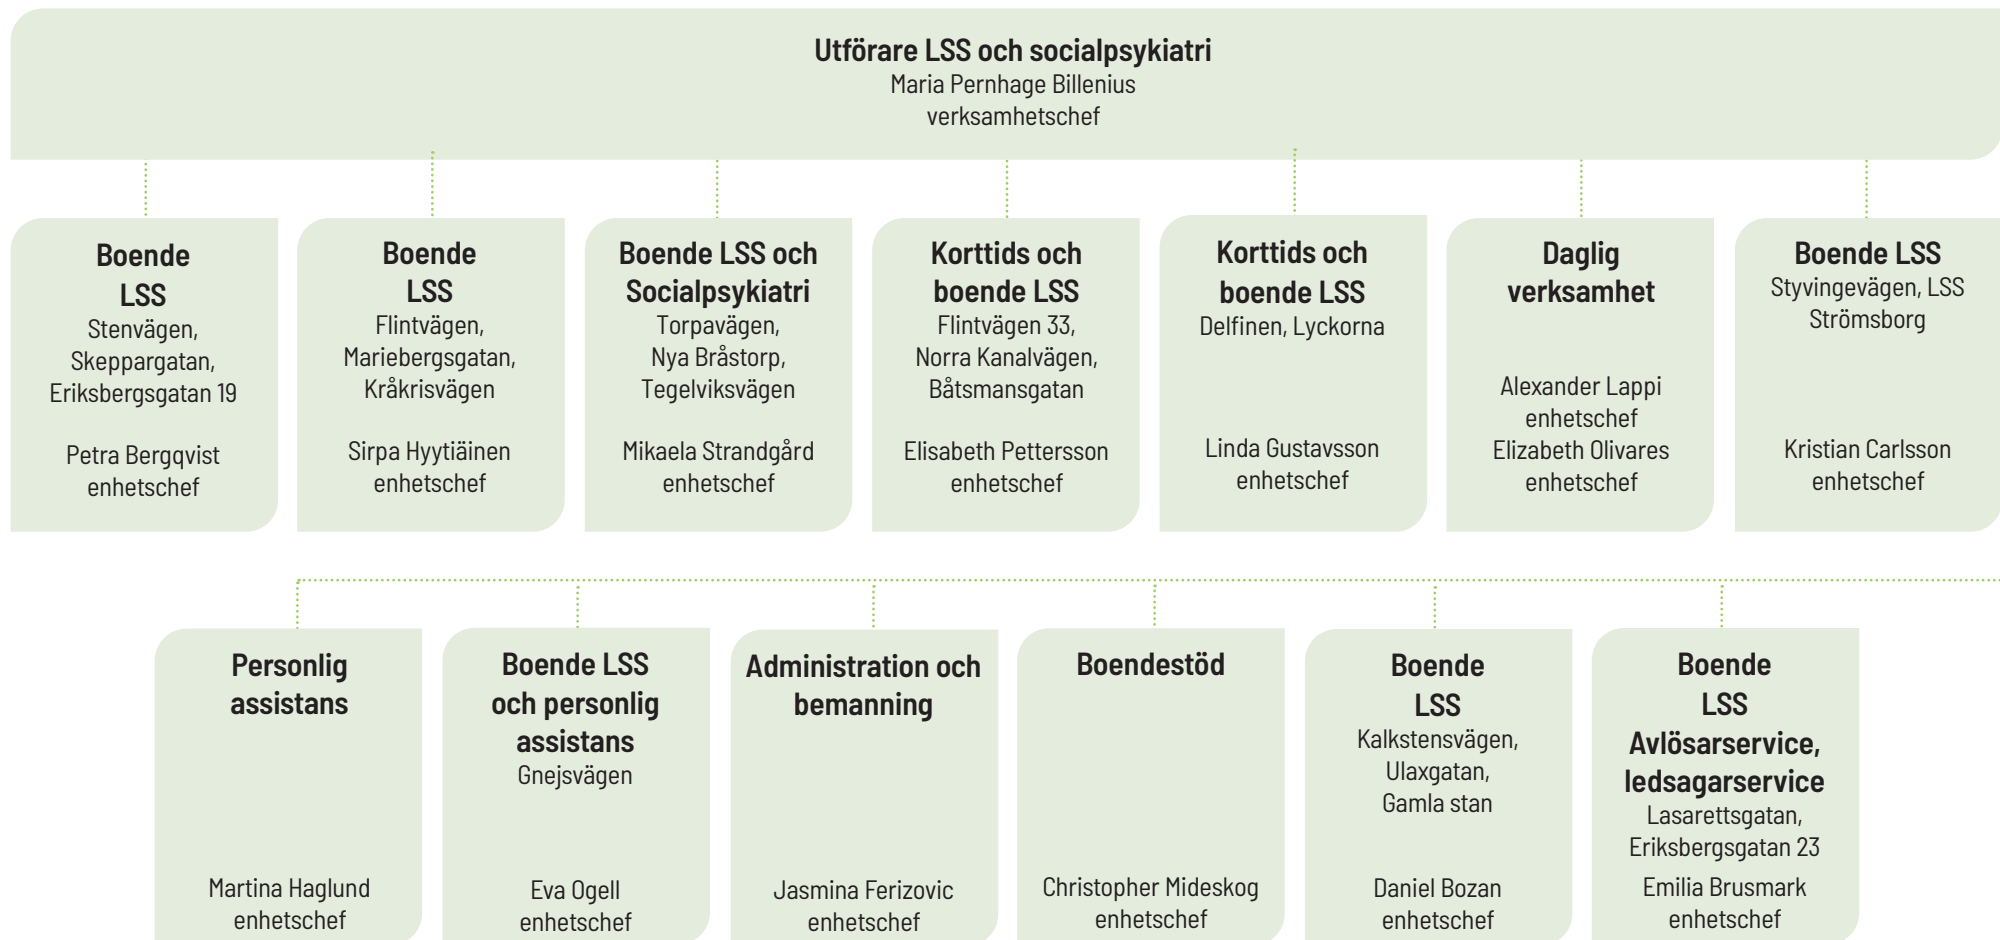 Utförare LSS och socialpsykiatri
Maria Pernhage Billenius
verksamhetschef
Boende
LSS
Stenvägen,
Skeppargatan,
Eriksbergsgatan 19
Petra Bergqvist
enhetschef
Boende
LSS
Flintvägen,
Mariebergsgatan,
Kråkrisvägen
Sirpa Hyytiäinen
enhetschef
Boende LSS och
Socialpsykiatri
Torpavägen,
Nya Bråstorp,
Tegelviksvägen
Mikaela Strandgård
enhetschef
Korttids och
boende LSS
Flintvägen 33,
Norra Kanalvägen,
Båtsmansgatan
Elisabeth Pettersson
enhetschef
Korttids och
boende LSS
Delfinen, Lyckorna
Linda Gustavsson
enhetschef
Daglig
verksamhet
Alexander Lappi
enhetschef
Elizabeth Olivares
enhetschef
Boende LSS
Styvingevägen, LSS
Strömsborg
Kristian Carlsson
enhetschef
Personlig
assistans
Martina Haglund
enhetschef
Boende LSS
och personlig
assistans
Gnejsvägen
Eva Ogell
enhetschef
Administration och
bemanning
Jasmina Ferizovic
enhetschef
Boendestöd
Christopher Mideskog
enhetschef
Boende
LSS
Kalkstensvägen,
Ulaxgatan,
Gamla stan
Daniel Bozan
enhetschef
Boende
LSS
Avlösarservice,
ledsagarservice
Lasarettsgatan,
Eriksbergsgatan 23
Emilia Brusmark
enhetschef